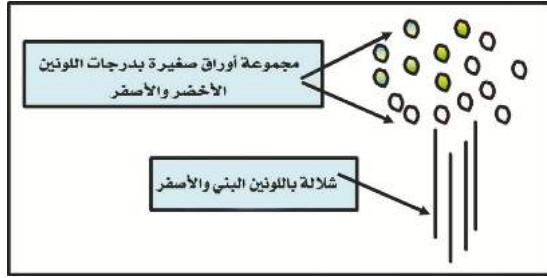 مجموعة أوراق صغيرة بدرجات اللونين
الأخضر والأصفر
شلالة باللونين البني والأصفر